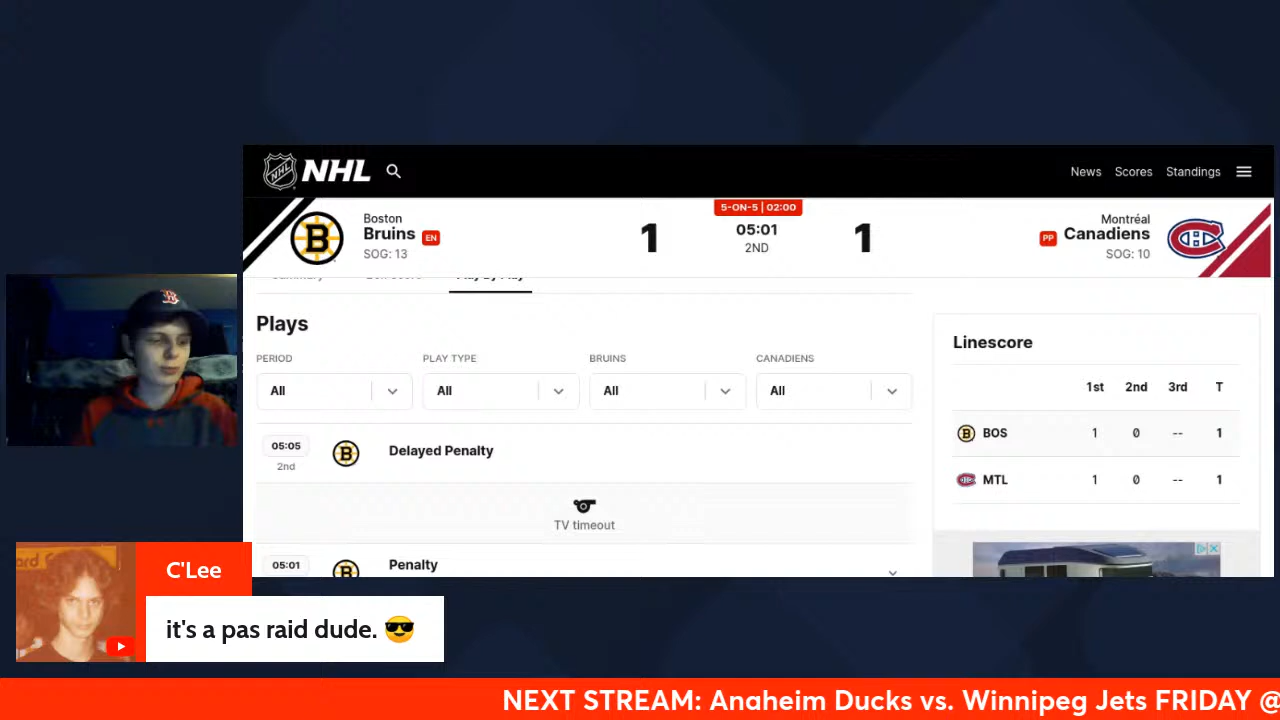 NHL
News Scores Standings
5-ON-5 | 02:00
Boston
Bruins EN
SOG: 13
1
05:01
2ND
1
Montréal
PP Canadiens
SOG: 10
Play By Play
Plays
PERIOD
PLAY TYPE
BRUINS
CANADIENS
All
All
All
All
05:05
2nd
Delayed Penalty
TV timeout
05:01
Penalty
Linescore
1st 2nd 3rd T
BOS 1 0 -- 1
MTL 1 0 -- 1
C'Lee
it's a pas raid dude. 😎
NEXT STREAM: Anaheim Ducks vs. Winnipeg Jets FRIDAY @